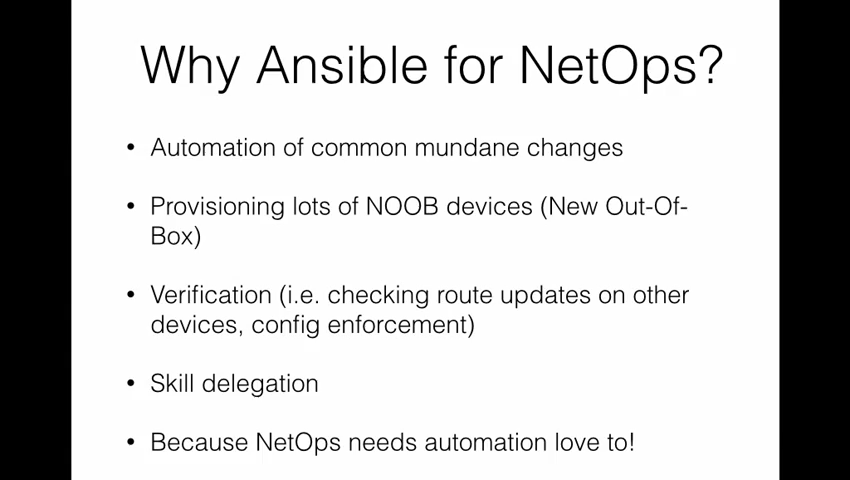 Why Ansible for NetOps?
• Automation of common mundane changes
• Provisioning lots of NOOB devices (New Out-Of-
Box)
• Verification (i.e. checking route updates on other
devices, config enforcement)
• Skill delegation
• Because NetOps needs automation love to!